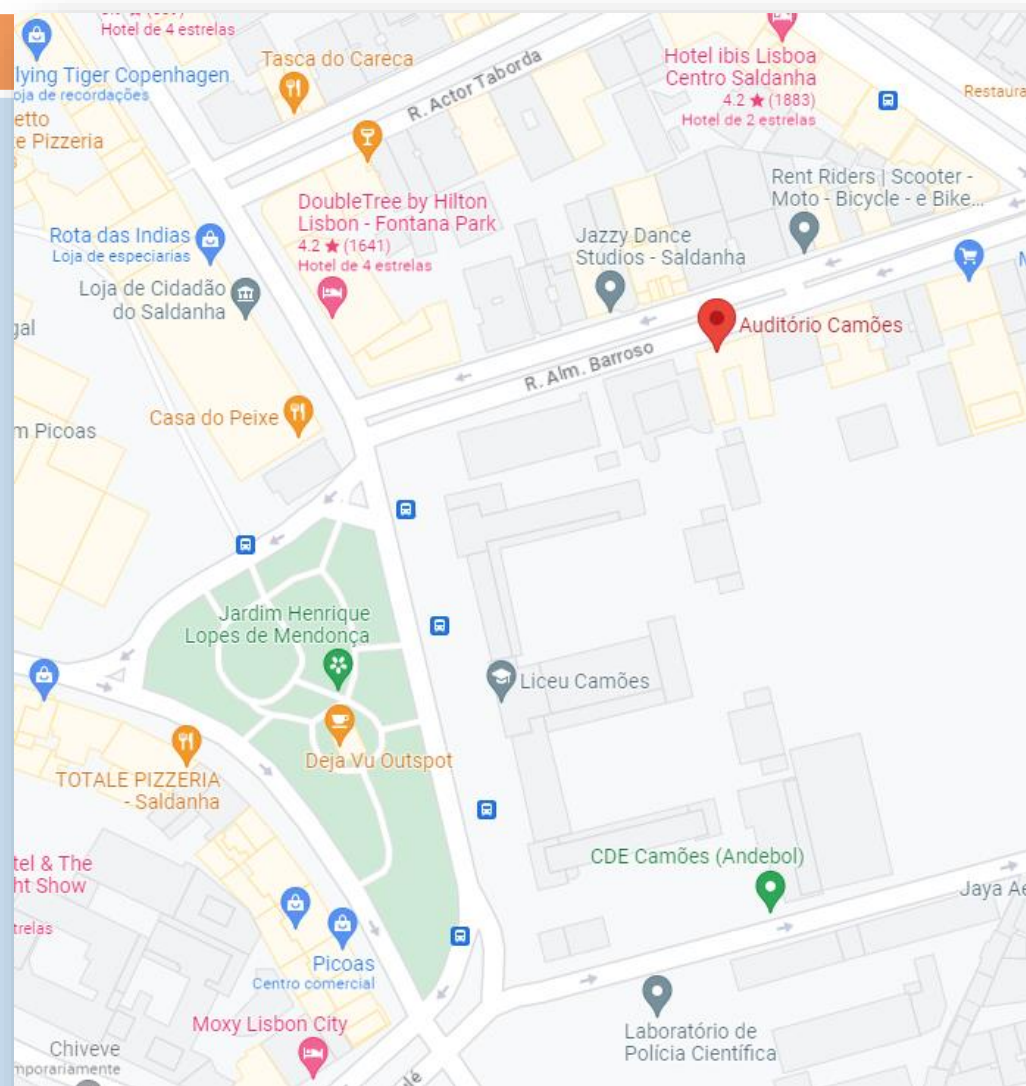 Hotel de 4 estrelas
lying Tiger Copenhagen
oja de recordações
etto
e Pizzeria
Tasca do Careca
R. Actor Taborda
Hotel ibis Lisboa
Centro Saldanha
4.2 ★ (1883)
Hotel de 2 estrelas
Restaura
DoubleTree by Hilton
Lisbon - Fontana Park
4.2 ★ (1641)
Hotel de 4 estrelas
Rent Riders | Scooter -
Moto - Bicycle - e Bike...
Rota das Indias
Loja de especiarias
Jazzy Dance
Studios - Saldanha
Loja de Cidadão
do Saldanha
gal
Auditório Camões
R. Alm. Barroso
Casa do Peixe
m Picoas
Jardim Henrique
Lopes de Mendonça
Liceu Camões
Deja Vu Outspot
TOTALE PIZZERIA
- Saldanha
tel & The
ht Show
trelas
CDE Camões (Andebol)
Jaya Ae
Picoas
Centro comercial
Moxy Lisbon City
Laboratório de
Polícia Científica
Chiveve
mporariamente